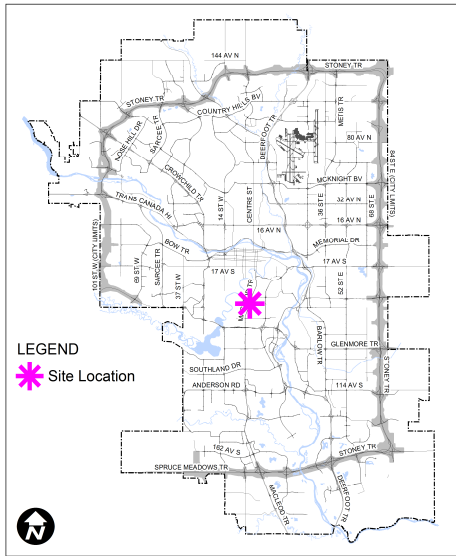 144 AV N
STONEY TR
STONEY TR
COUNTRY HILLS BV
METIS TR
NOSE HILL DR
SARCEE TR
DEERFOOT TR
80 AV N
CROWCHILD TR
MCKNIGHT BV
84 ST E (CITY LIMITS)
14 ST W
CENTRE ST
36 ST E
32 AV N
68 ST E
TRANS CANADA HI
16 AV N
16 AV N
BOW TR
MEMORIAL DR
101 ST W (CITY LIMITS)
69 ST W
SARCEE TR
37 ST W
17 AV S
17 AV S
52 ST E
LEGEND
Site Location
BARLOW TR
GLENMORE TR
SOUTHLAND DR
STONEY TR
ANDERSON RD
114 AV S
162 AV S
STONEY TR
SPRUCE MEADOWS TR
MACLEOD TR
DEERFOOT TR
N